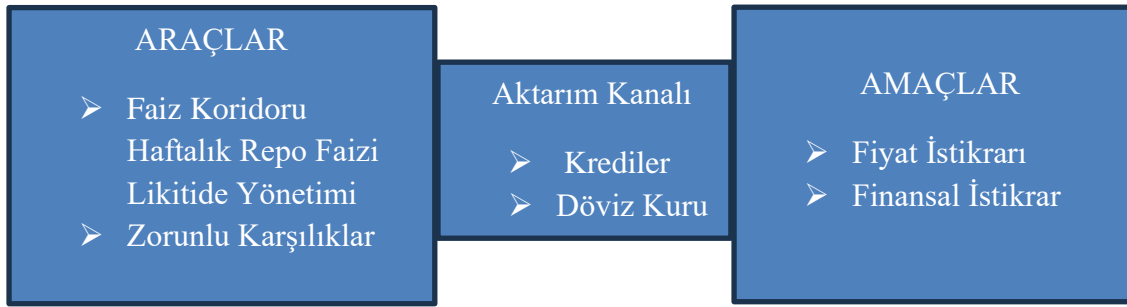 ARAÇLAR
➢ Faiz Koridoru
Haftalık Repo Faizi
Likitide Yönetimi
➢ Zorunlu Karşılıklar
Aktarım Kanalı
➢ Krediler
➢ Döviz Kuru
AMAÇLAR
➢ Fiyat İstikrarı
➢ Finansal İstikrar